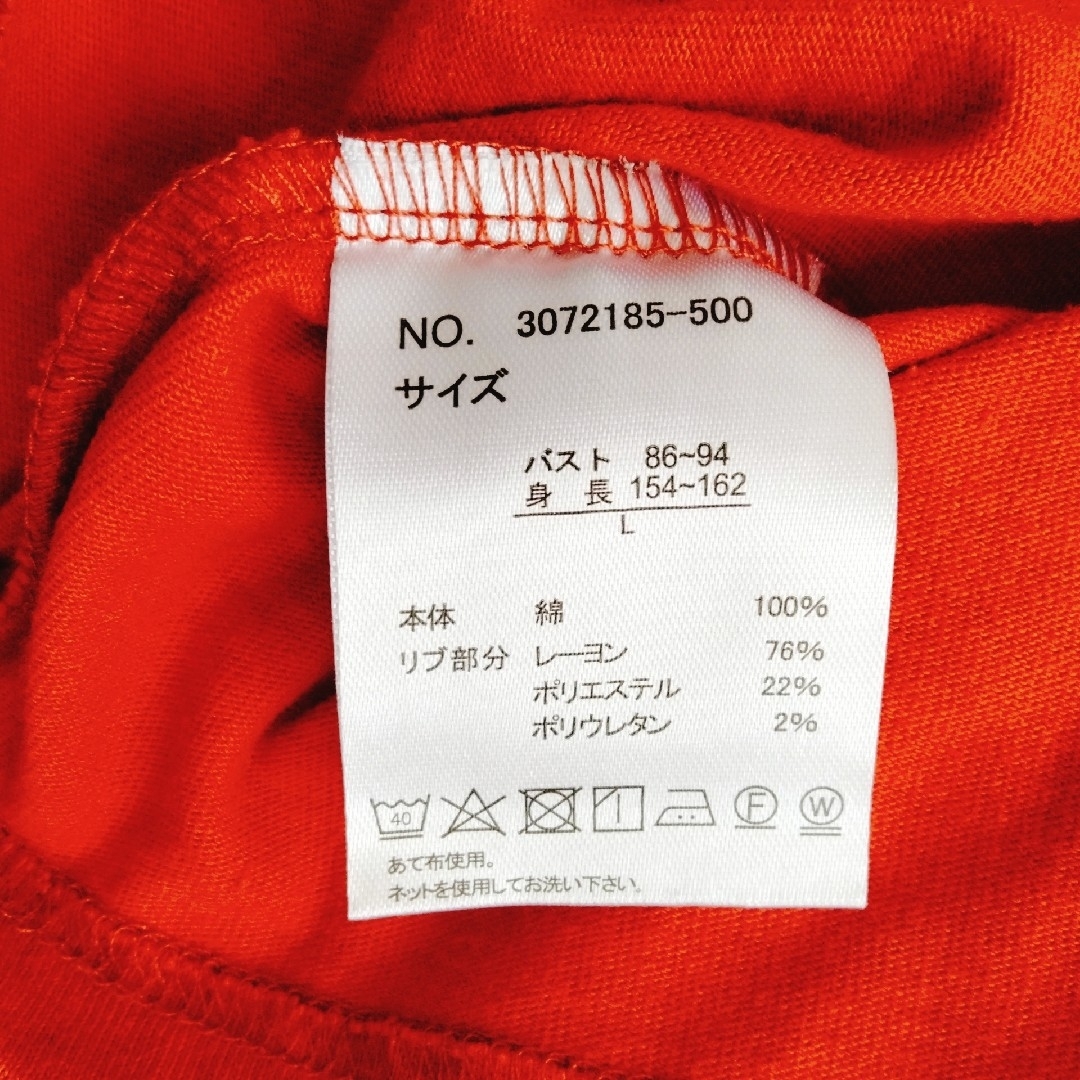 NO. 3072185-500
サイズ
バスト 86~94
身長 154~162
L
本体 綿 100%
リブ部分 レーヨン 76%
ポリエステル 22%
ポリウレタン 2%
40 F W
あて布使用。
ネットを使用してお洗い下さい。